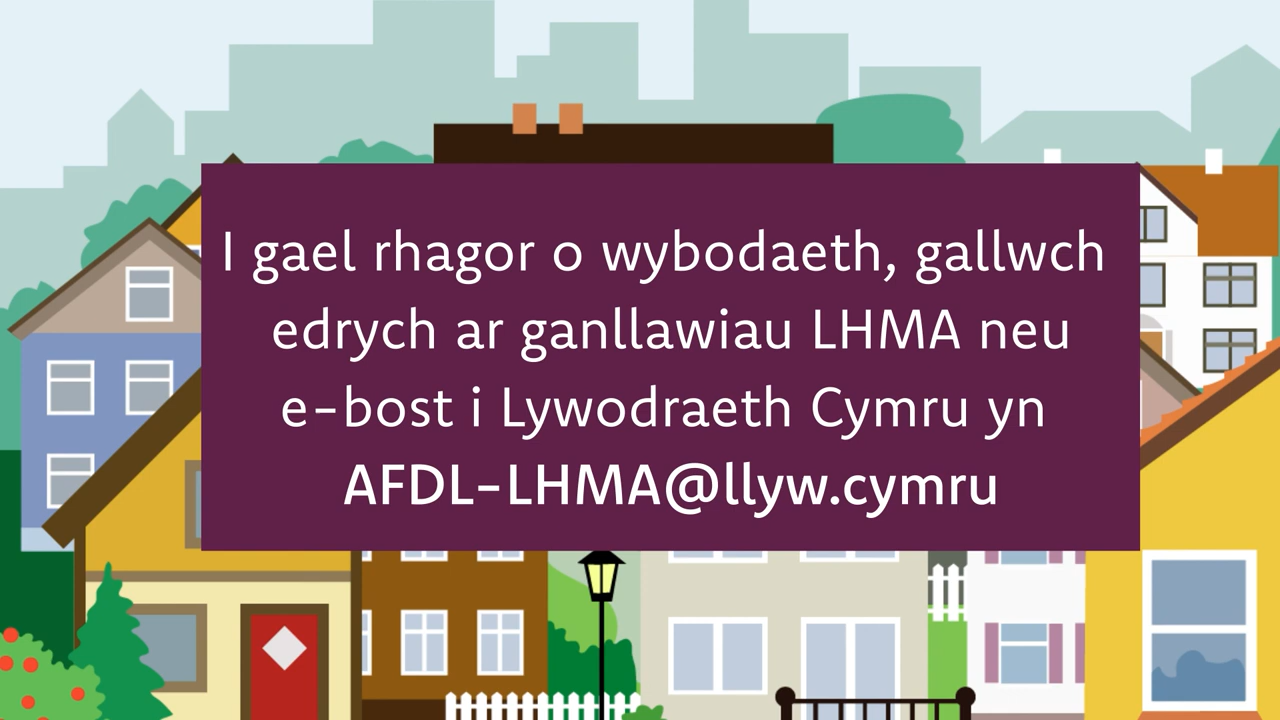 I gael rhagor o wybodaeth, gallwch
edrych ar ganllawiau LHMA neu
e-bost i Lywodraeth Cymru yn
AFDL-LHMA@llyw.cymru